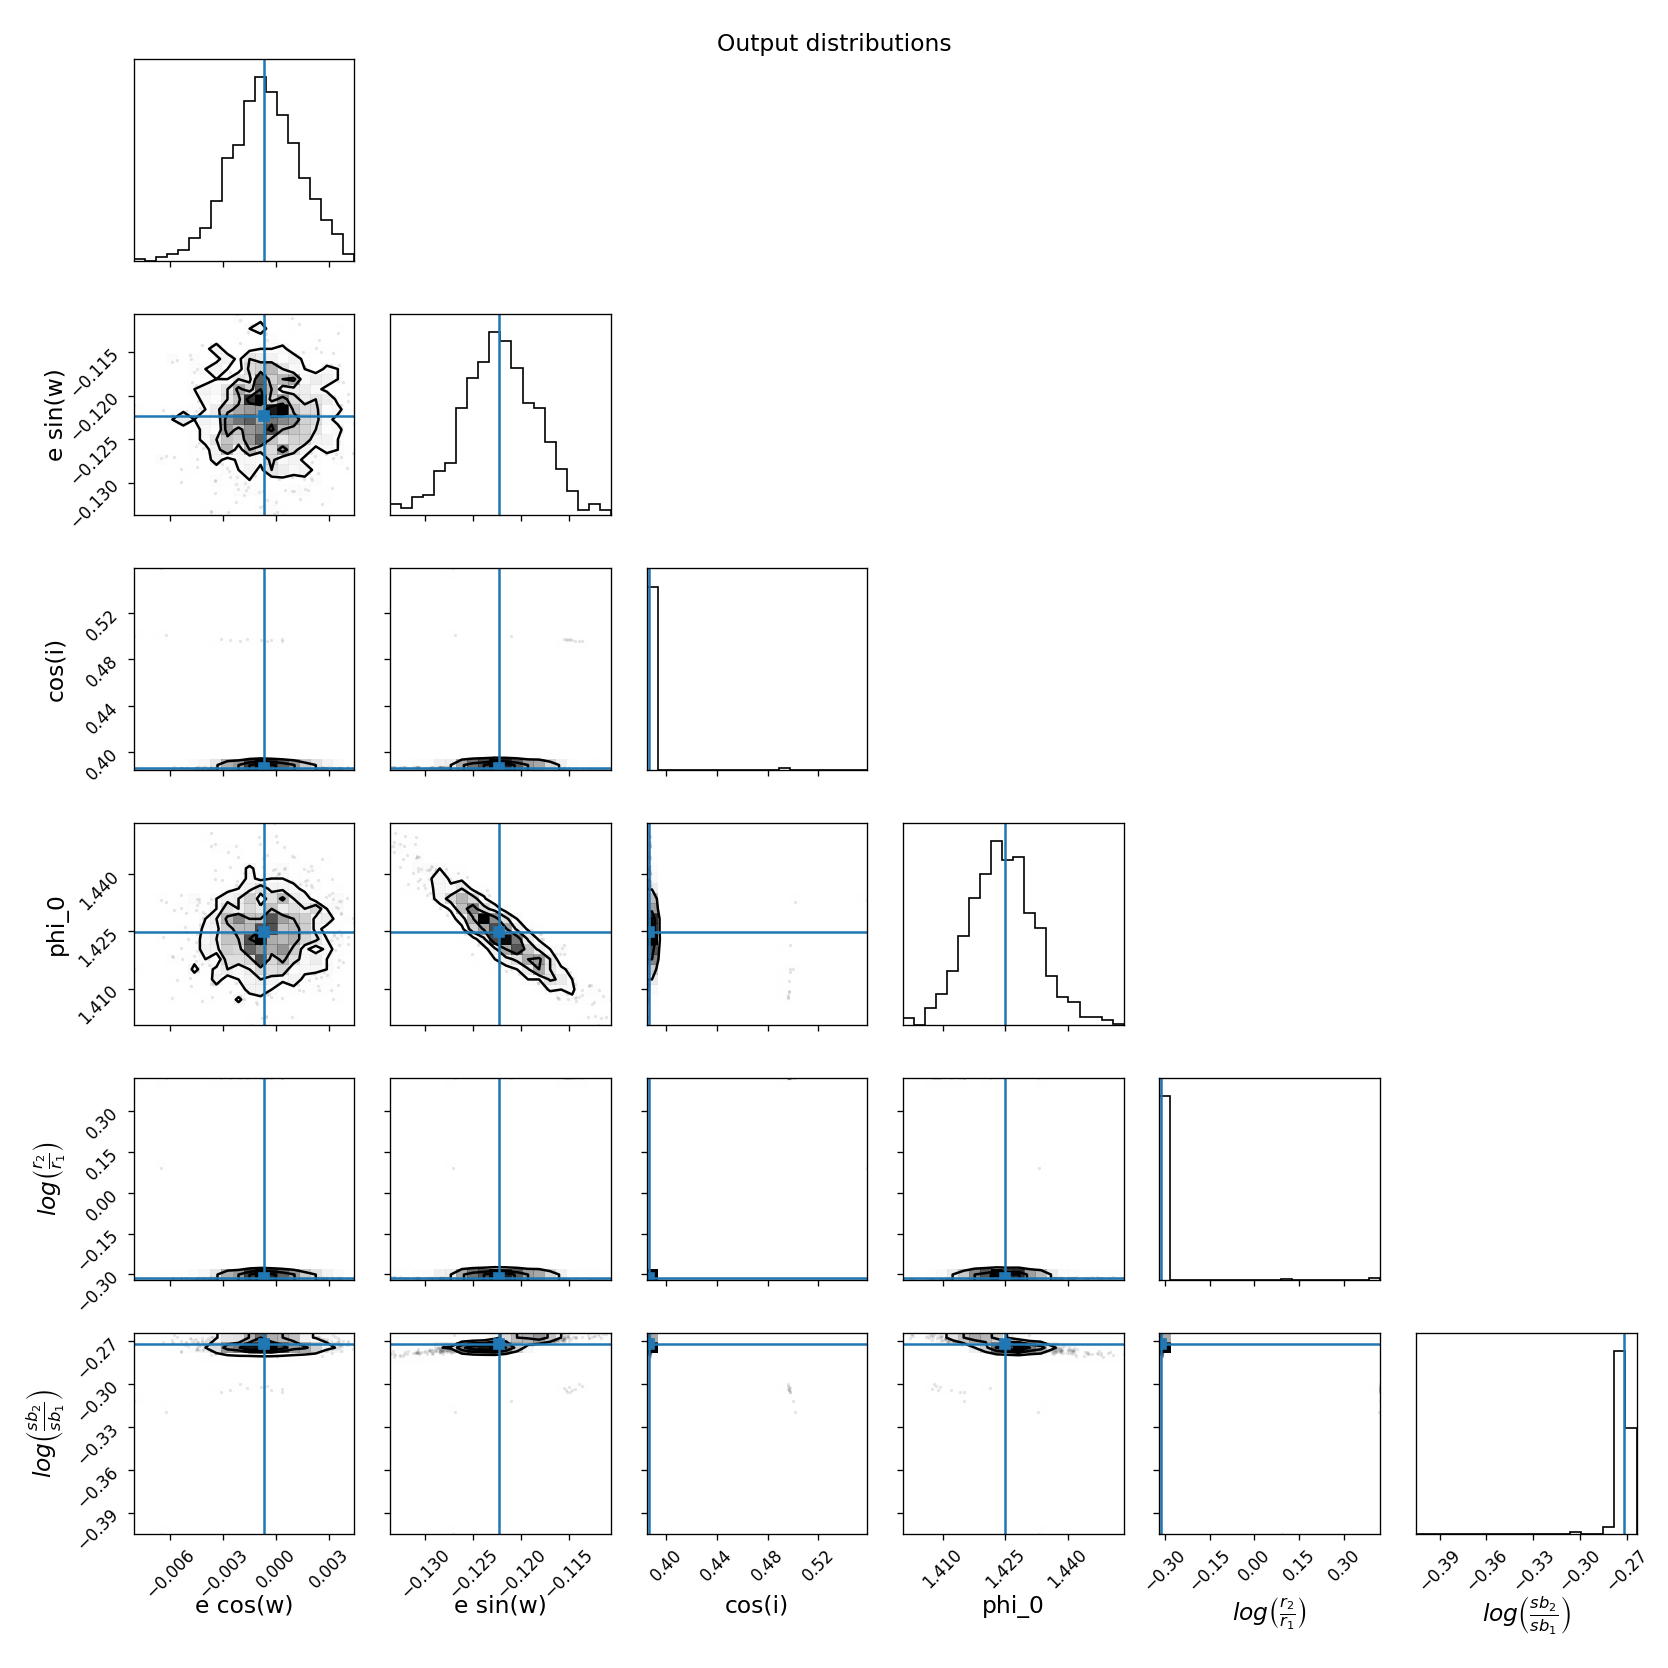 Output distributions
e sin(w)
−0.115
−0.120
−0.125
−0.130
cos(i)
0.52
0.48
0.44
0.40
phi_0
1.440
1.425
1.410
log(r₂/r₁)
0.30
0.15
0.00
−0.15
−0.30
log(sb₂/sb₁)
−0.27
−0.30
−0.33
−0.36
−0.39
−0.006 −0.003 0.000 0.003
e cos(w)
−0.130 −0.125 −0.120 −0.115
e sin(w)
0.40 0.44 0.48 0.52
cos(i)
1.410 1.425 1.440
phi_0
−0.30 −0.15 0.00 0.15 0.30
log(r₂/r₁)
−0.39 −0.36 −0.33 −0.30 −0.27
log(sb₂/sb₁)